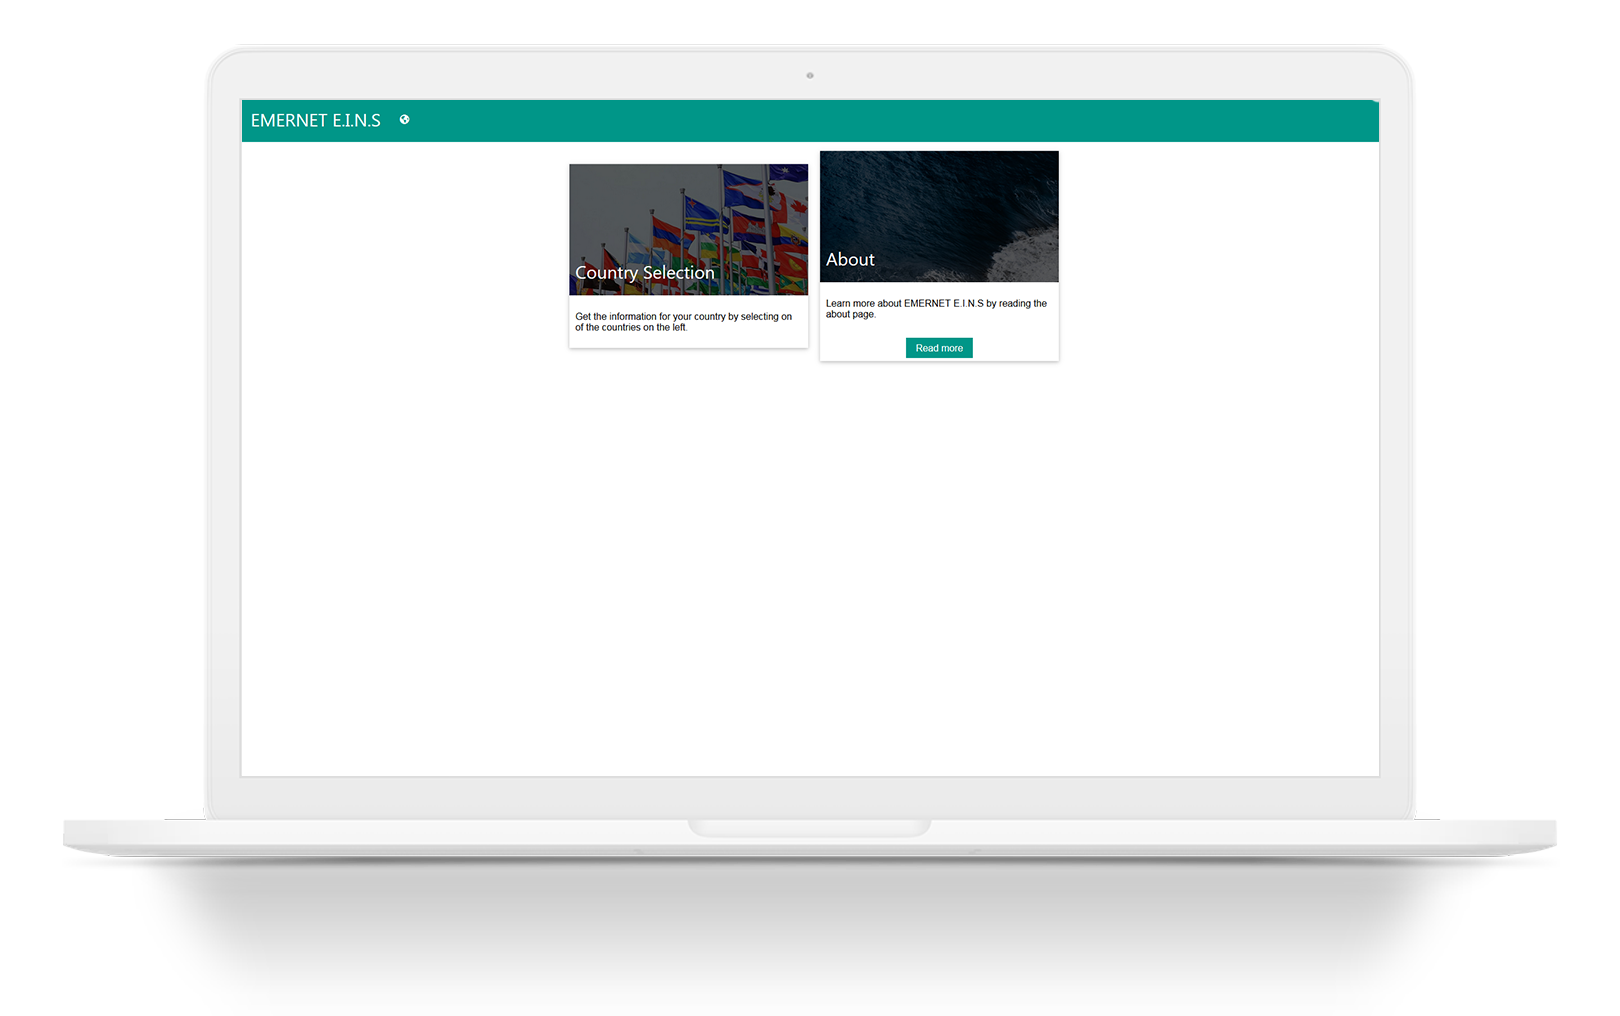 EMERNET E.I.N.S
Country Selection
Get the information for your country by selecting on
of the countries on the left.
About
Learn more about EMERNET E.I.N.S by reading the
about page.
Read more